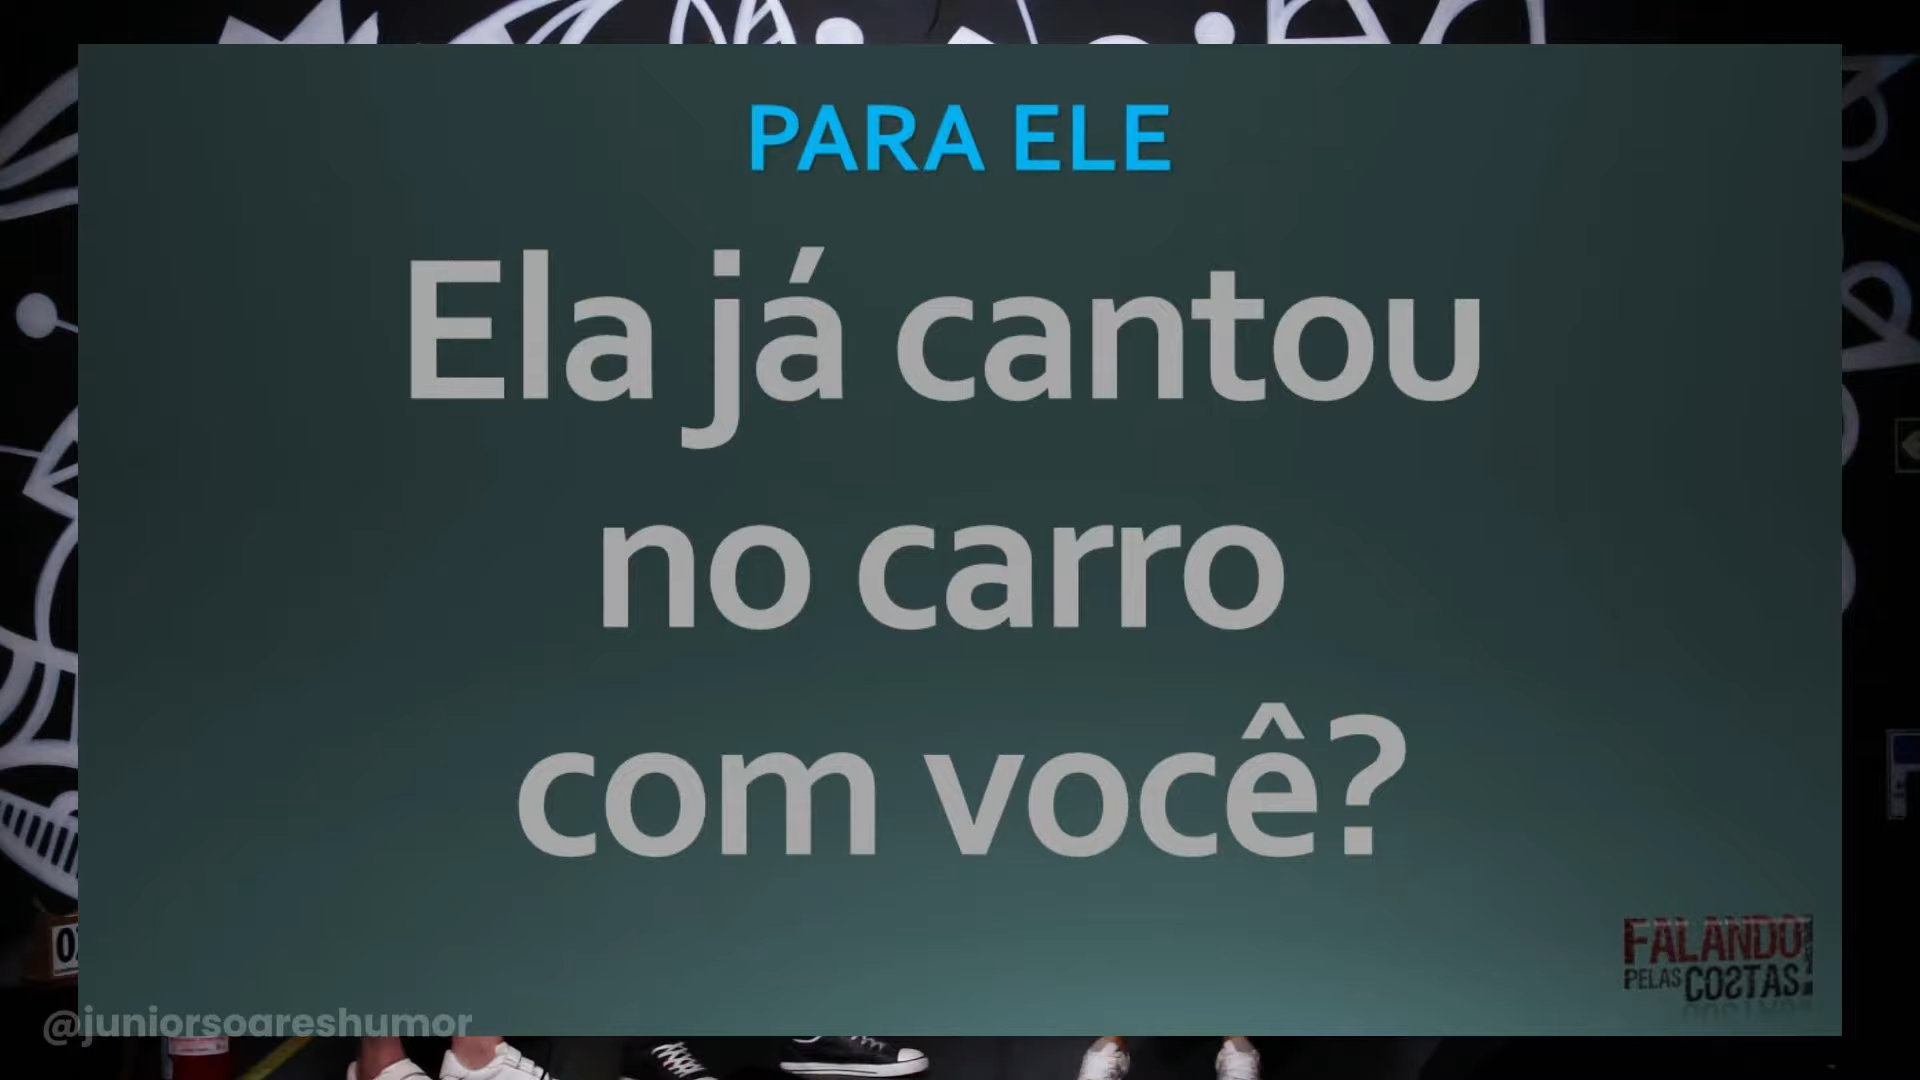 PARA ELE
Ela já cantou
no carro
com você?
FALANDO!
PELAS COSTAS
@juniorsoareshumor